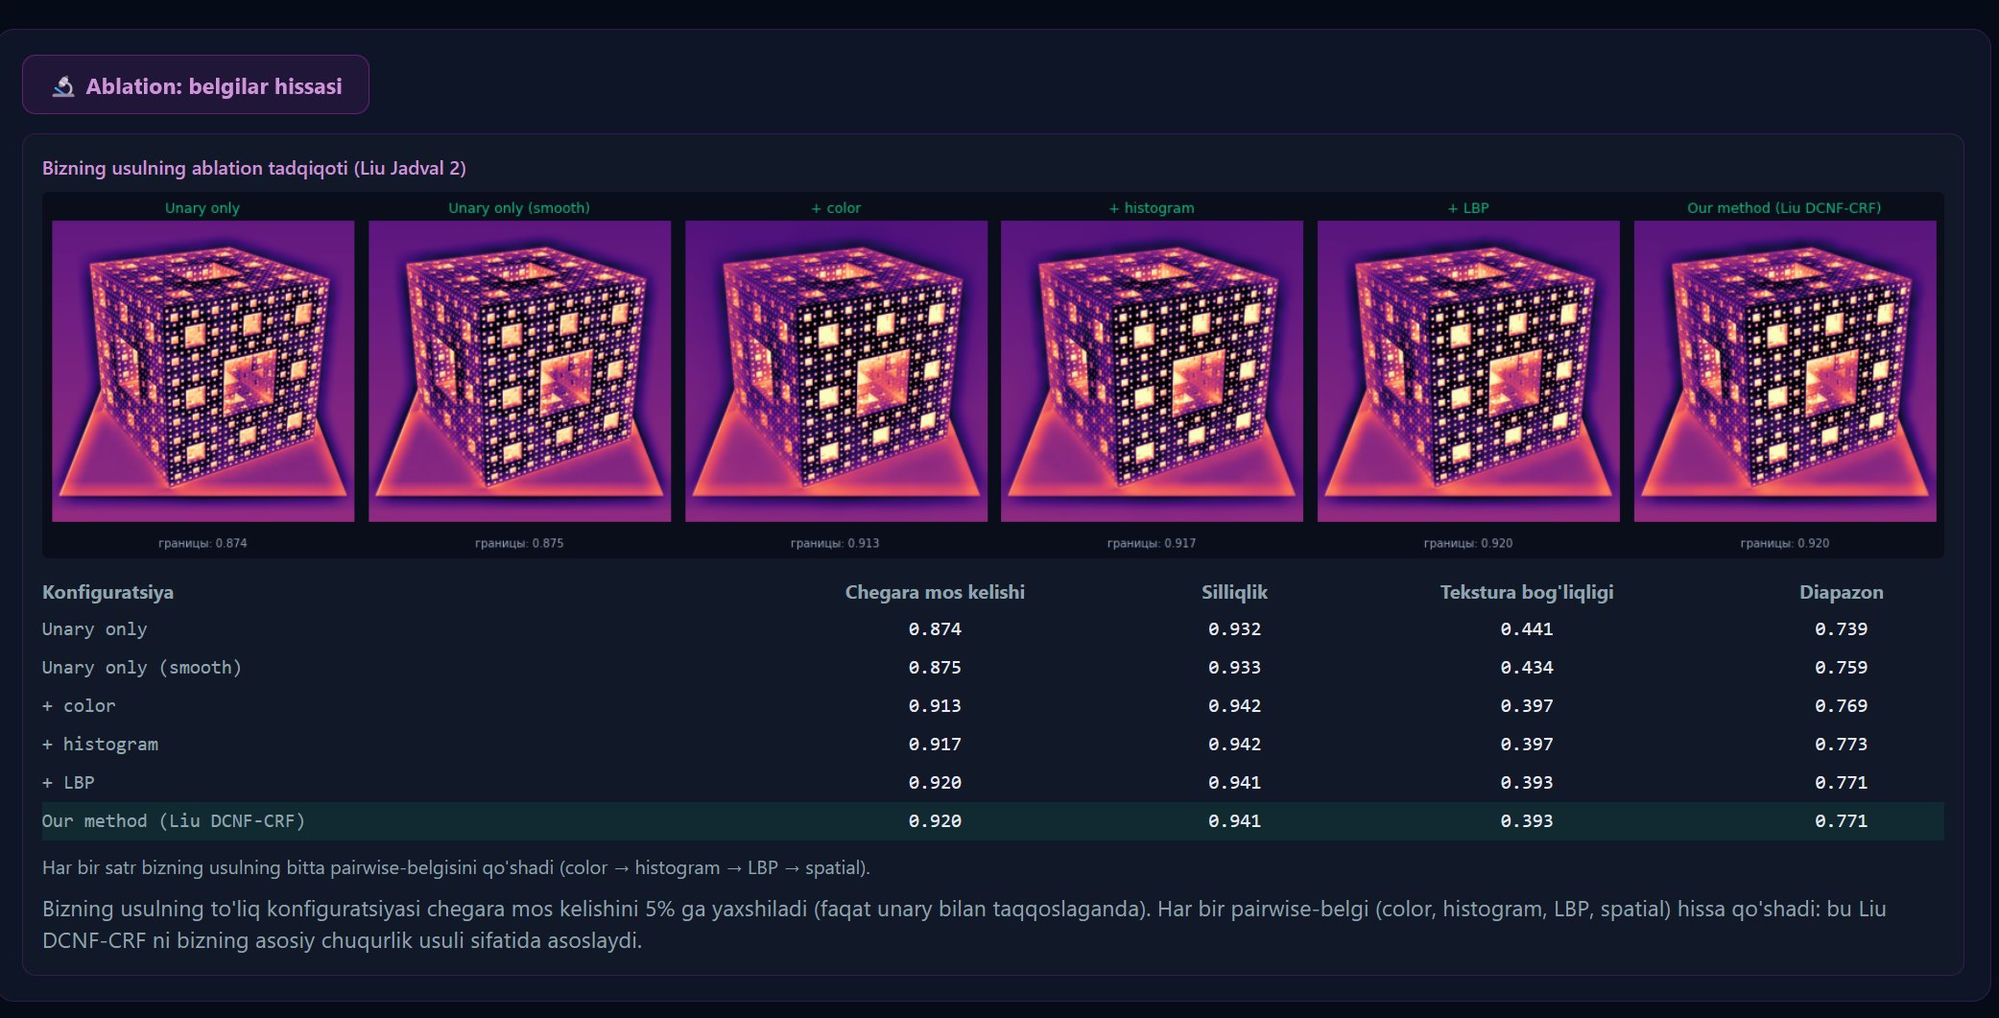 Ablation: belgilar hissasi
Bizning usulning ablation tadqiqoti (Liu Jadval 2)
Unary only Unary only (smooth) + color + histogram + LBP Our method (Liu DCNF-CRF)
границы: 0.874 границы: 0.875 границы: 0.913 границы: 0.917 границы: 0.920 границы: 0.920
Konfiguratsiya Chegara mos kelishi Silliqlik Tekstura bog'liqligi Diapazon
Unary only 0.874 0.932 0.441 0.739
Unary only (smooth) 0.875 0.933 0.434 0.759
+ color 0.913 0.942 0.397 0.769
+ histogram 0.917 0.942 0.397 0.773
+ LBP 0.920 0.941 0.393 0.771
Our method (Liu DCNF-CRF) 0.920 0.941 0.393 0.771
Har bir satr bizning usulning bitta pairwise-belgisini qo'shadi (color → histogram → LBP → spatial).
Bizning usulning to'liq konfiguratsiyasi chegara mos kelishini 5% ga yaxshiladi (faqat unary bilan taqqoslaganda). Har bir pairwise-belgi (color, histogram, LBP, spatial) hissa qo'shadi: bu Liu
DCNF-CRF ni bizning asosiy chuqurlik usuli sifatida asoslaydi.